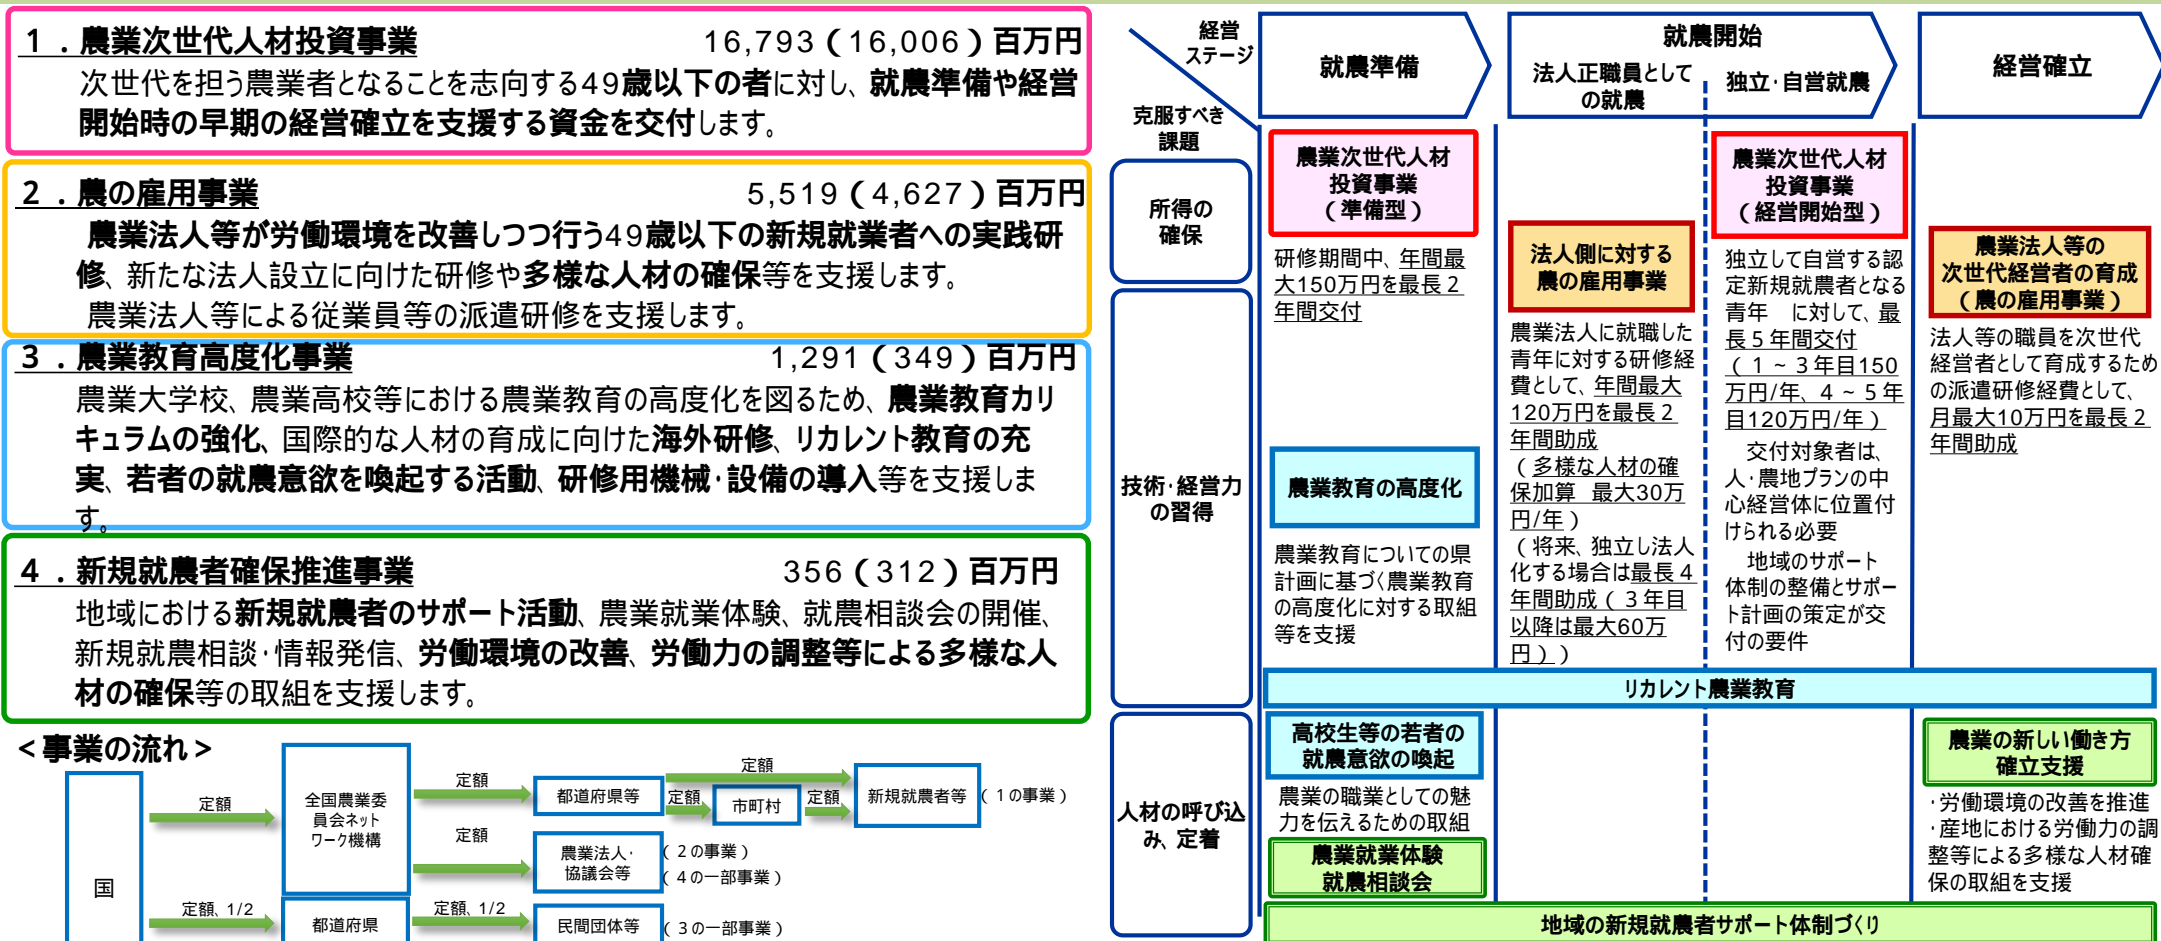 １．農業次世代人材投資事業 16,793（16,006）百万円
次世代を担う農業者となることを志向する49歳以下の者に対し、就農準備や経営
開始時の早期の経営確立を支援する資金を交付します。
２．農の雇用事業 5,519（4,627）百万円
農業法人等が労働環境を改善しつつ行う49歳以下の新規就業者への実践研
修、新たな法人設立に向けた研修や多様な人材の確保等を支援します。
農業法人等による従業員等の派遣研修を支援します。
３．農業教育高度化事業 1,291（349）百万円
農業大学校、農業高校等における農業教育の高度化を図るため、農業教育カリ
キュラムの強化、国際的な人材の育成に向けた海外研修、リカレント教育の充
実、若者の就農意欲を喚起する活動、研修用機械・設備の導入等を支援しま
す。
４．新規就農者確保推進事業 356（312）百万円
地域における新規就農者のサポート活動、農業就業体験、就農相談会の開催、
新規就農相談・情報発信、労働環境の改善、労働力の調整等による多様な人
材の確保等の取組を支援します。
＜事業の流れ＞
国
定額
全国農業委
員会ネット
ワーク機構
定額
都道府県等
定額
定額
市町村
定額
新規就農者等
（１の事業）
定額
農業法人・
協議会等
（２の事業）
（４の一部事業）
定額、1/2
都道府県
定額、1/2
民間団体等
（３の一部事業）
経営
ステージ
克服すべき
課題
就農準備
就農開始
法人正職員として
の就農
独立・自営就農
経営確立
所得の
確保
技術・経営力
の習得
人材の呼び込
み、定着
農業次世代人材
投資事業
（準備型）
研修期間中、年間最
大150万円を最長２
年間交付
農業教育の高度化
農業教育についての県
計画に基づく農業教育
の高度化に対する取組
等を支援
法人側に対する
農の雇用事業
農業法人に就職した
青年に対する研修経
費として、年間最大
120万円を最長２
年間助成
（多様な人材の確
保加算　最大30万
円/年）
（将来、独立し法人
化する場合は最長４
年間助成（３年目
以降は最大60万
円））
農業次世代人材
投資事業
（経営開始型）
独立して自営する認
定新規就農者となる
青年　に対して、最
長５年間交付
（１~３年目150
万円/年、４~５年
目120万円/年）
交付対象者は、
人・農地プランの中
心経営体に位置付
けられる必要
地域のサポート
体制の整備とサポー
ト計画の策定が交
付の要件
農業法人等の
次世代経営者の育成
（農の雇用事業）
法人等の職員を次世代
経営者として育成するため
の派遣研修経費として、
月最大10万円を最長２
年間助成
リカレント農業教育
高校生等の若者の
就農意欲の喚起
農業の職業としての魅
力を伝えるための取組
農業就業体験
就農相談会
農業の新しい働き方
確立支援
・労働環境の改善を推進
・産地における労働力の調
整等による多様な人材確
保の取組を支援
地域の新規就農者サポート体制づくり